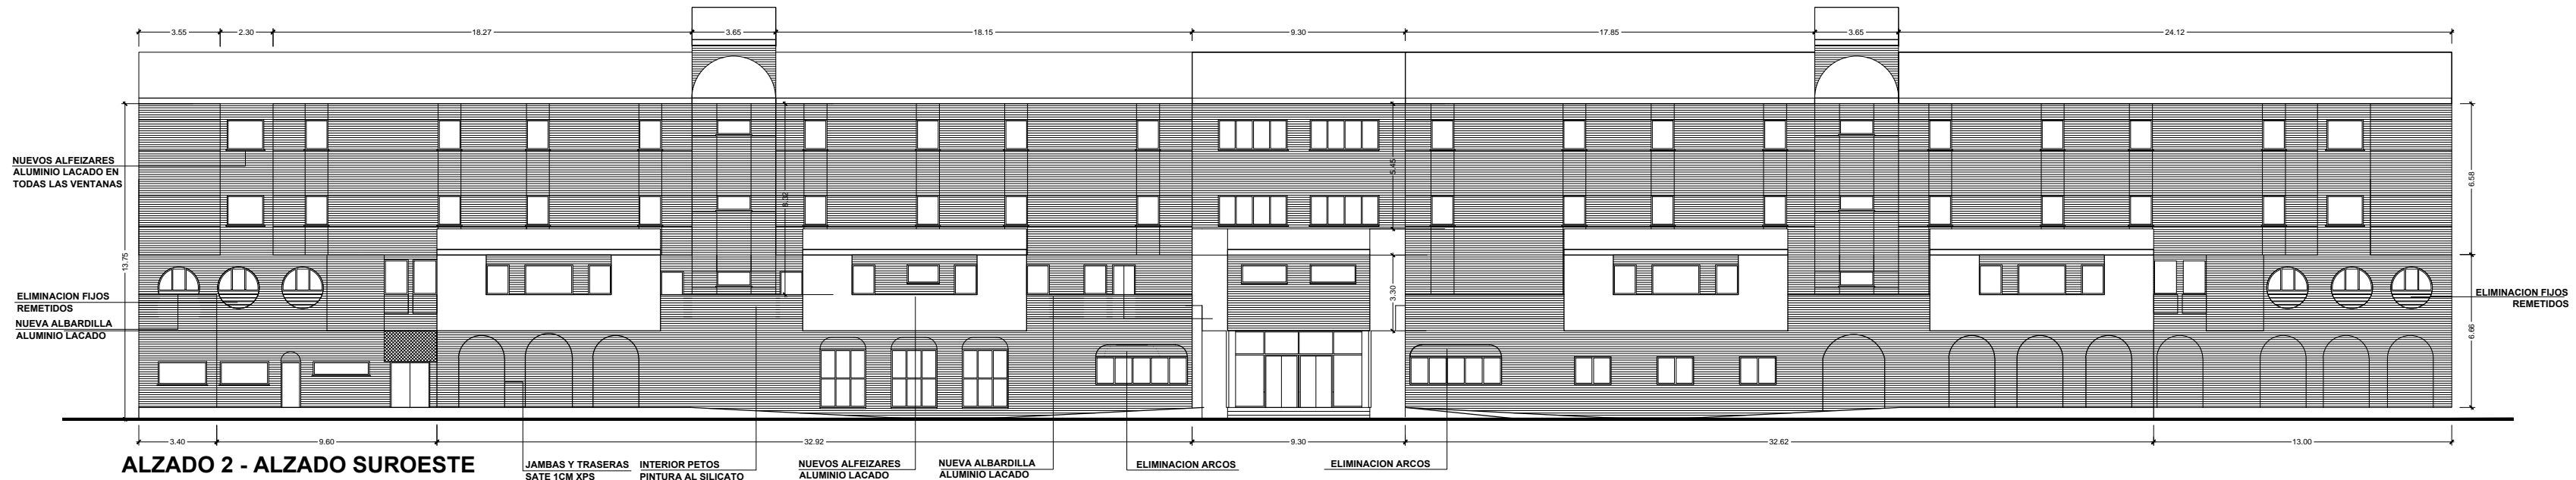 3.55
2.30
18.27
3.65
18.15
9.30
17.85
3.65
24.12
NUEVOS ALFEIZARES
ALUMINIO LACADO EN
TODAS LAS VENTANAS
13.75
8.32
5.45
3.30
6.58
6.66
ELIMINACION FIJOS
REMETIDOS
NUEVA ALBARDILLA
ALUMINIO LACADO
ELIMINACION FIJOS
REMETIDOS
3.40
9.60
32.92
9.30
32.62
13.00
ALZADO 2 - ALZADO SUROESTE
JAMBAS Y TRASERAS
SATE 1CM XPS
INTERIOR PETOS
PINTURA AL SILICATO
NUEVOS ALFEIZARES
ALUMINIO LACADO
NUEVA ALBARDILLA
ALUMINIO LACADO
ELIMINACION ARCOS
ELIMINACION ARCOS